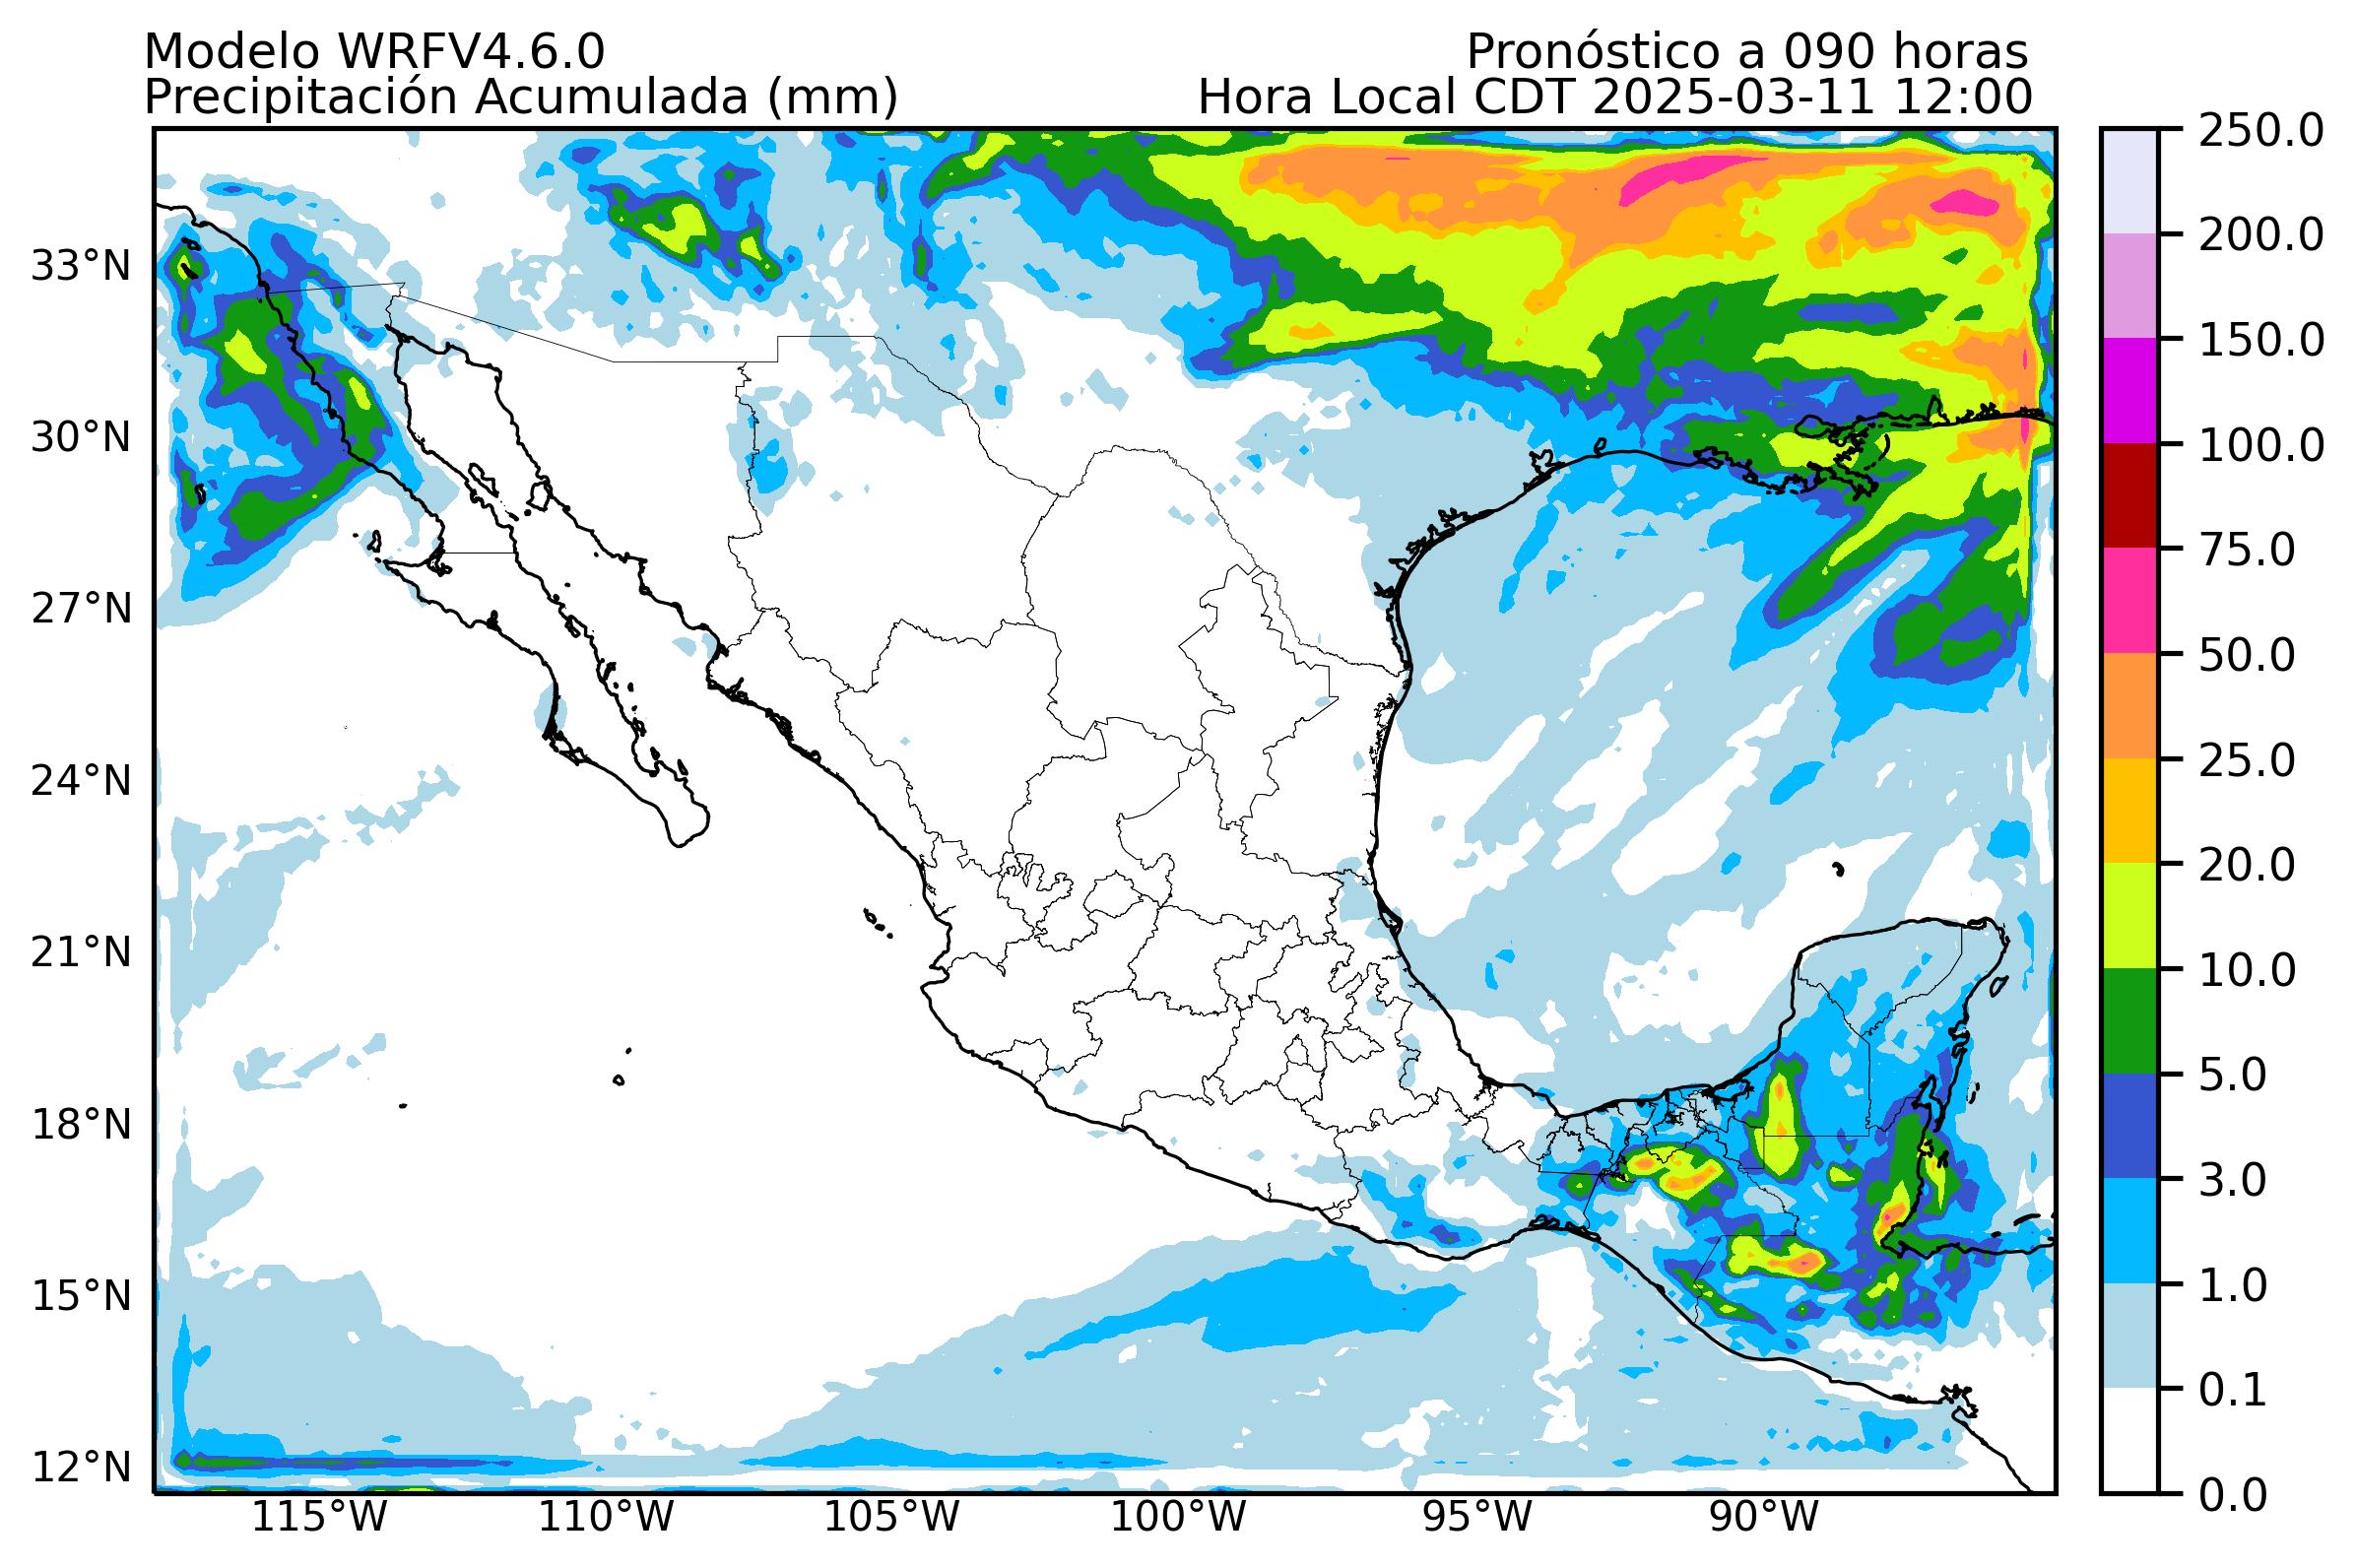 Modelo WRFV4.6.0
Pronóstico a 090 horas
Precipitación Acumulada (mm)
Hora Local CDT 2025-03-11 12:00
250.0
200.0
150.0
100.0
75.0
50.0
25.0
20.0
10.0
5.0
3.0
1.0
0.1
0.0
33°N
30°N
27°N
24°N
21°N
18°N
15°N
12°N
115°W
110°W
105°W
100°W
95°W
90°W